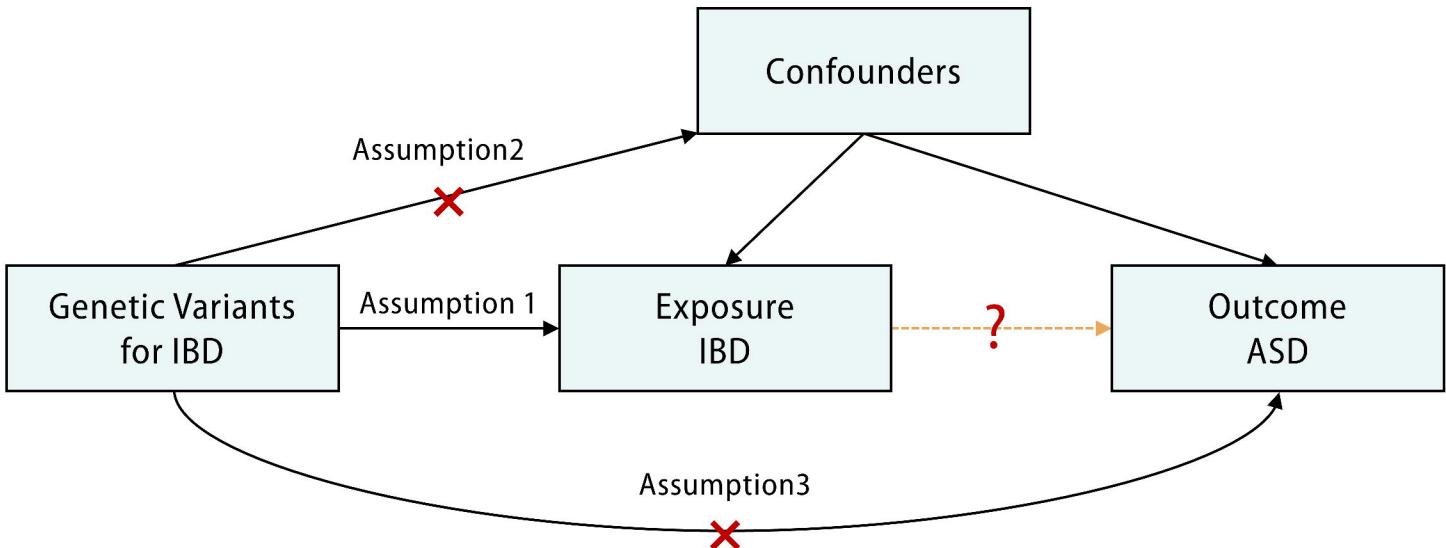 Confounders
Assumption2
Genetic Variants
for IBD
Assumption 1
Exposure
IBD
?
Outcome
ASD
Assumption3